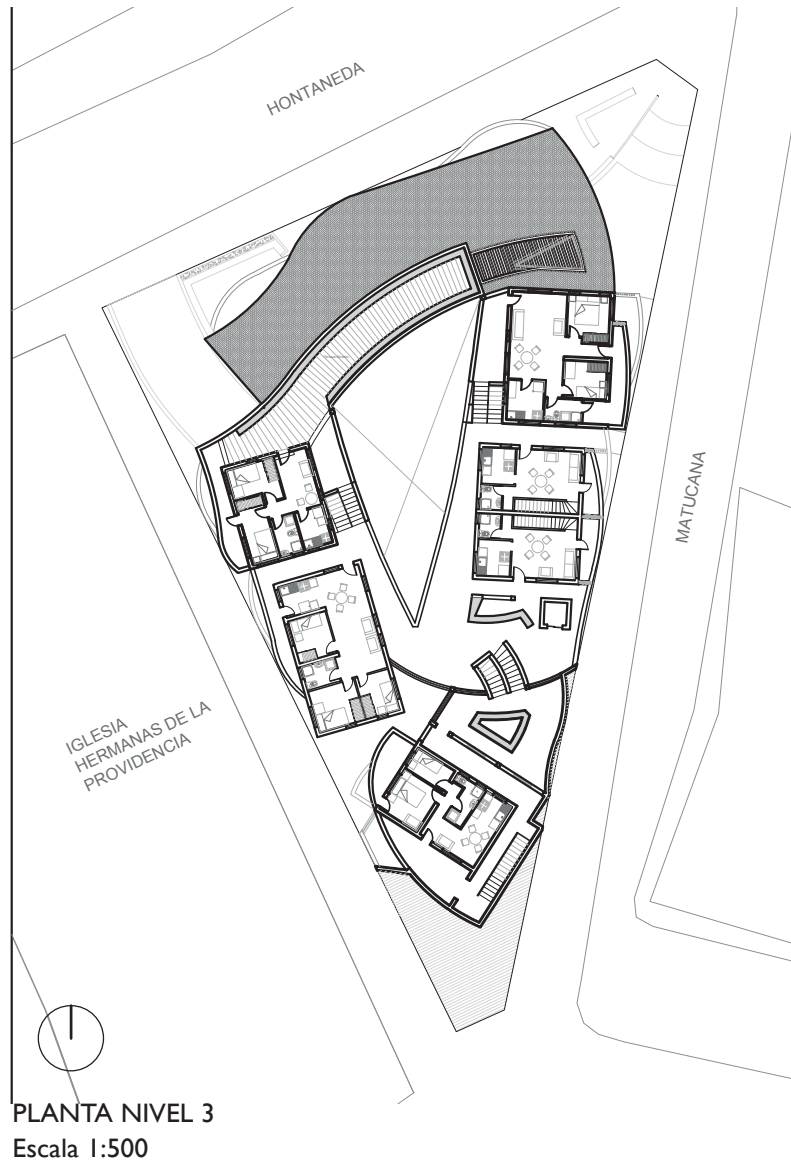 HONTANEDA
MATUCANA
IGLESIA
HERMANAS DE LA
PROVIDENCIA
PLANTA NIVEL 3
Escala 1:500